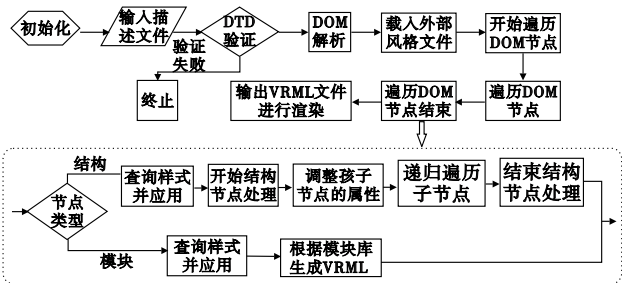 初始化
输入描
述文件
DTD
验证
验证
失败
终止
DOM
解析
载入外部
风格文件
开始遍历
DOM节点
遍历DOM
节点
遍历DOM
节点结束
输出VRML文件
进行渲染
节点
类型
结构
查询样式
并应用
开始结构
节点处理
调整孩子
节点的属性
递归遍历
子节点
结束结构
节点处理
模块
查询样式
并应用
根据模块库
生成VRML